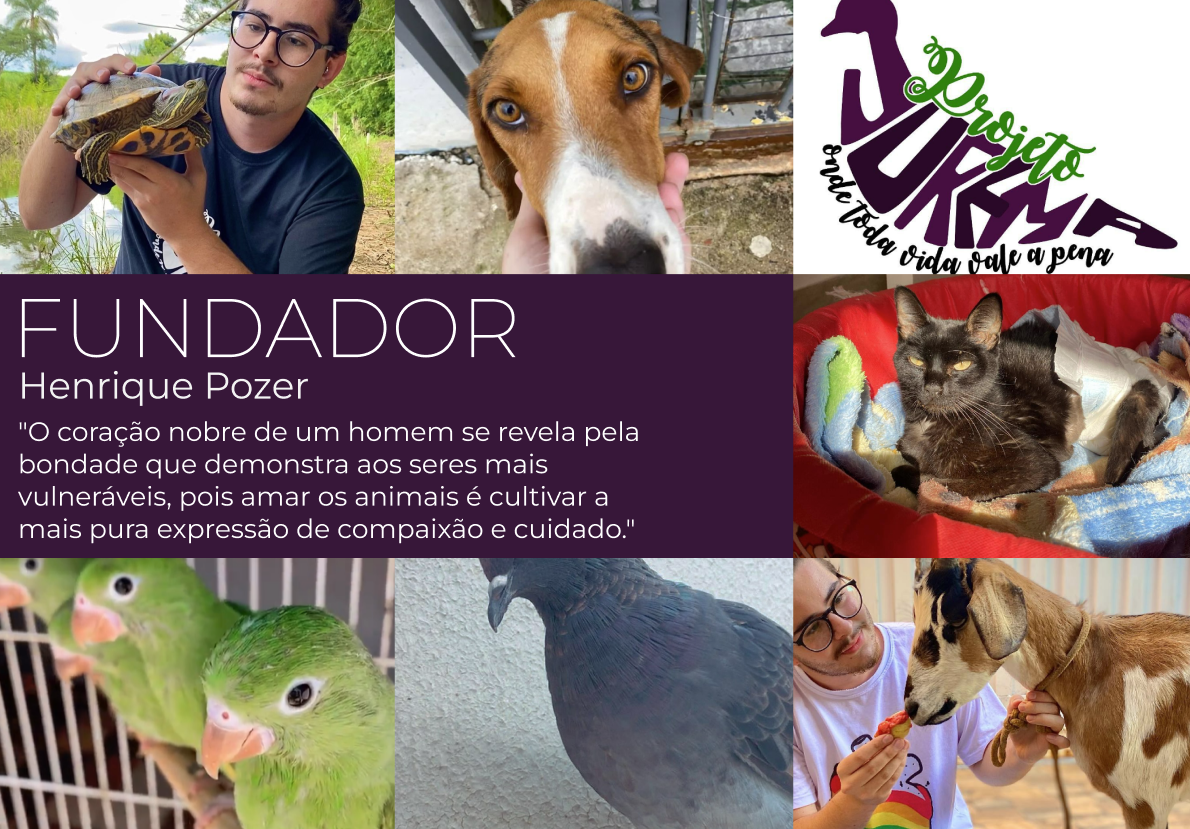 Projeto
JUREMA
onde toda vida vale a pena
FUNDADOR
Henrique Pozer
"O coração nobre de um homem se revela pela
bondade que demonstra aos seres mais
vulneráveis, pois amar os animais é cultivar a
mais pura expressão de compaixão e cuidado."